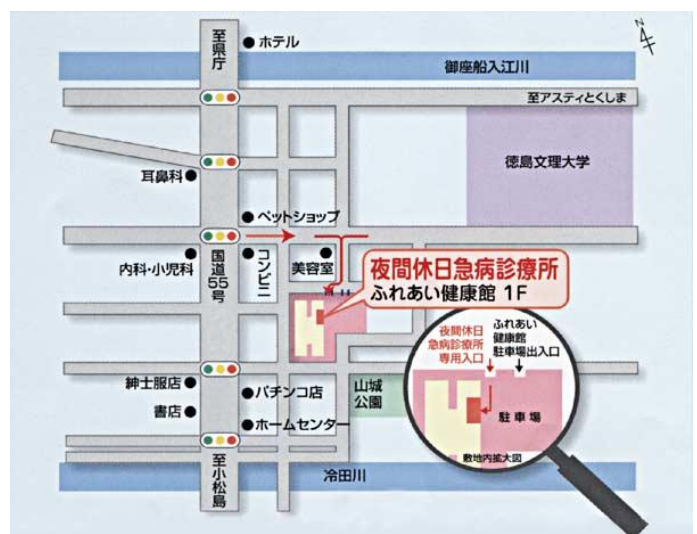 至県庁
ホテル
N
御座船入江川
至アスティとくしま
徳島文理大学
耳鼻科
ペットショップ
内科・小児科
国道55号
コンビニ
美容室
夜間休日急病診療所
ふれあい健康館 1F
夜間休日
急病診療所
専用入口
ふれあい
健康館
駐車場出入口
紳士服店
パチンコ店
山城
公園
駐車場
書店
ホームセンター
敷地内拡大図
至小松島
冷田川